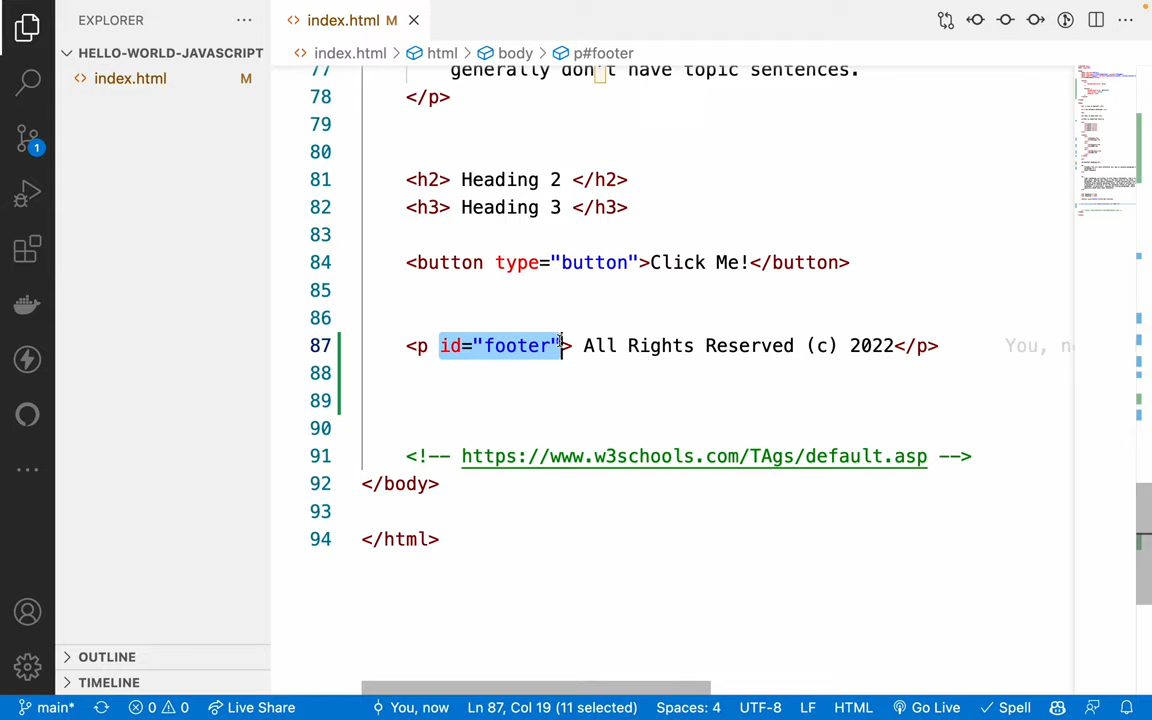 EXPLORER
index.html M
HELLO-WORLD-JAVASCRIPT
index.html > html > body > p#footer
index.html M
77 generally don't have topic sentences.
78 </p>
79
80
81 <h2> Heading 2 </h2>
82 <h3> Heading 3 </h3>
83
84 <button type="button">Click Me!</button>
85
86
87 <p id="footer"> All Rights Reserved (c) 2022</p> You,
88
89
90
91 <!-- https://www.w3schools.com/TAgs/default.asp -->
92 </body>
93
94 </html>
1
OUTLINE
TIMELINE
main* 0 0 Live Share You, now Ln 87, Col 19 (11 selected) Spaces: 4 UTF-8 LF HTML Go Live Spell